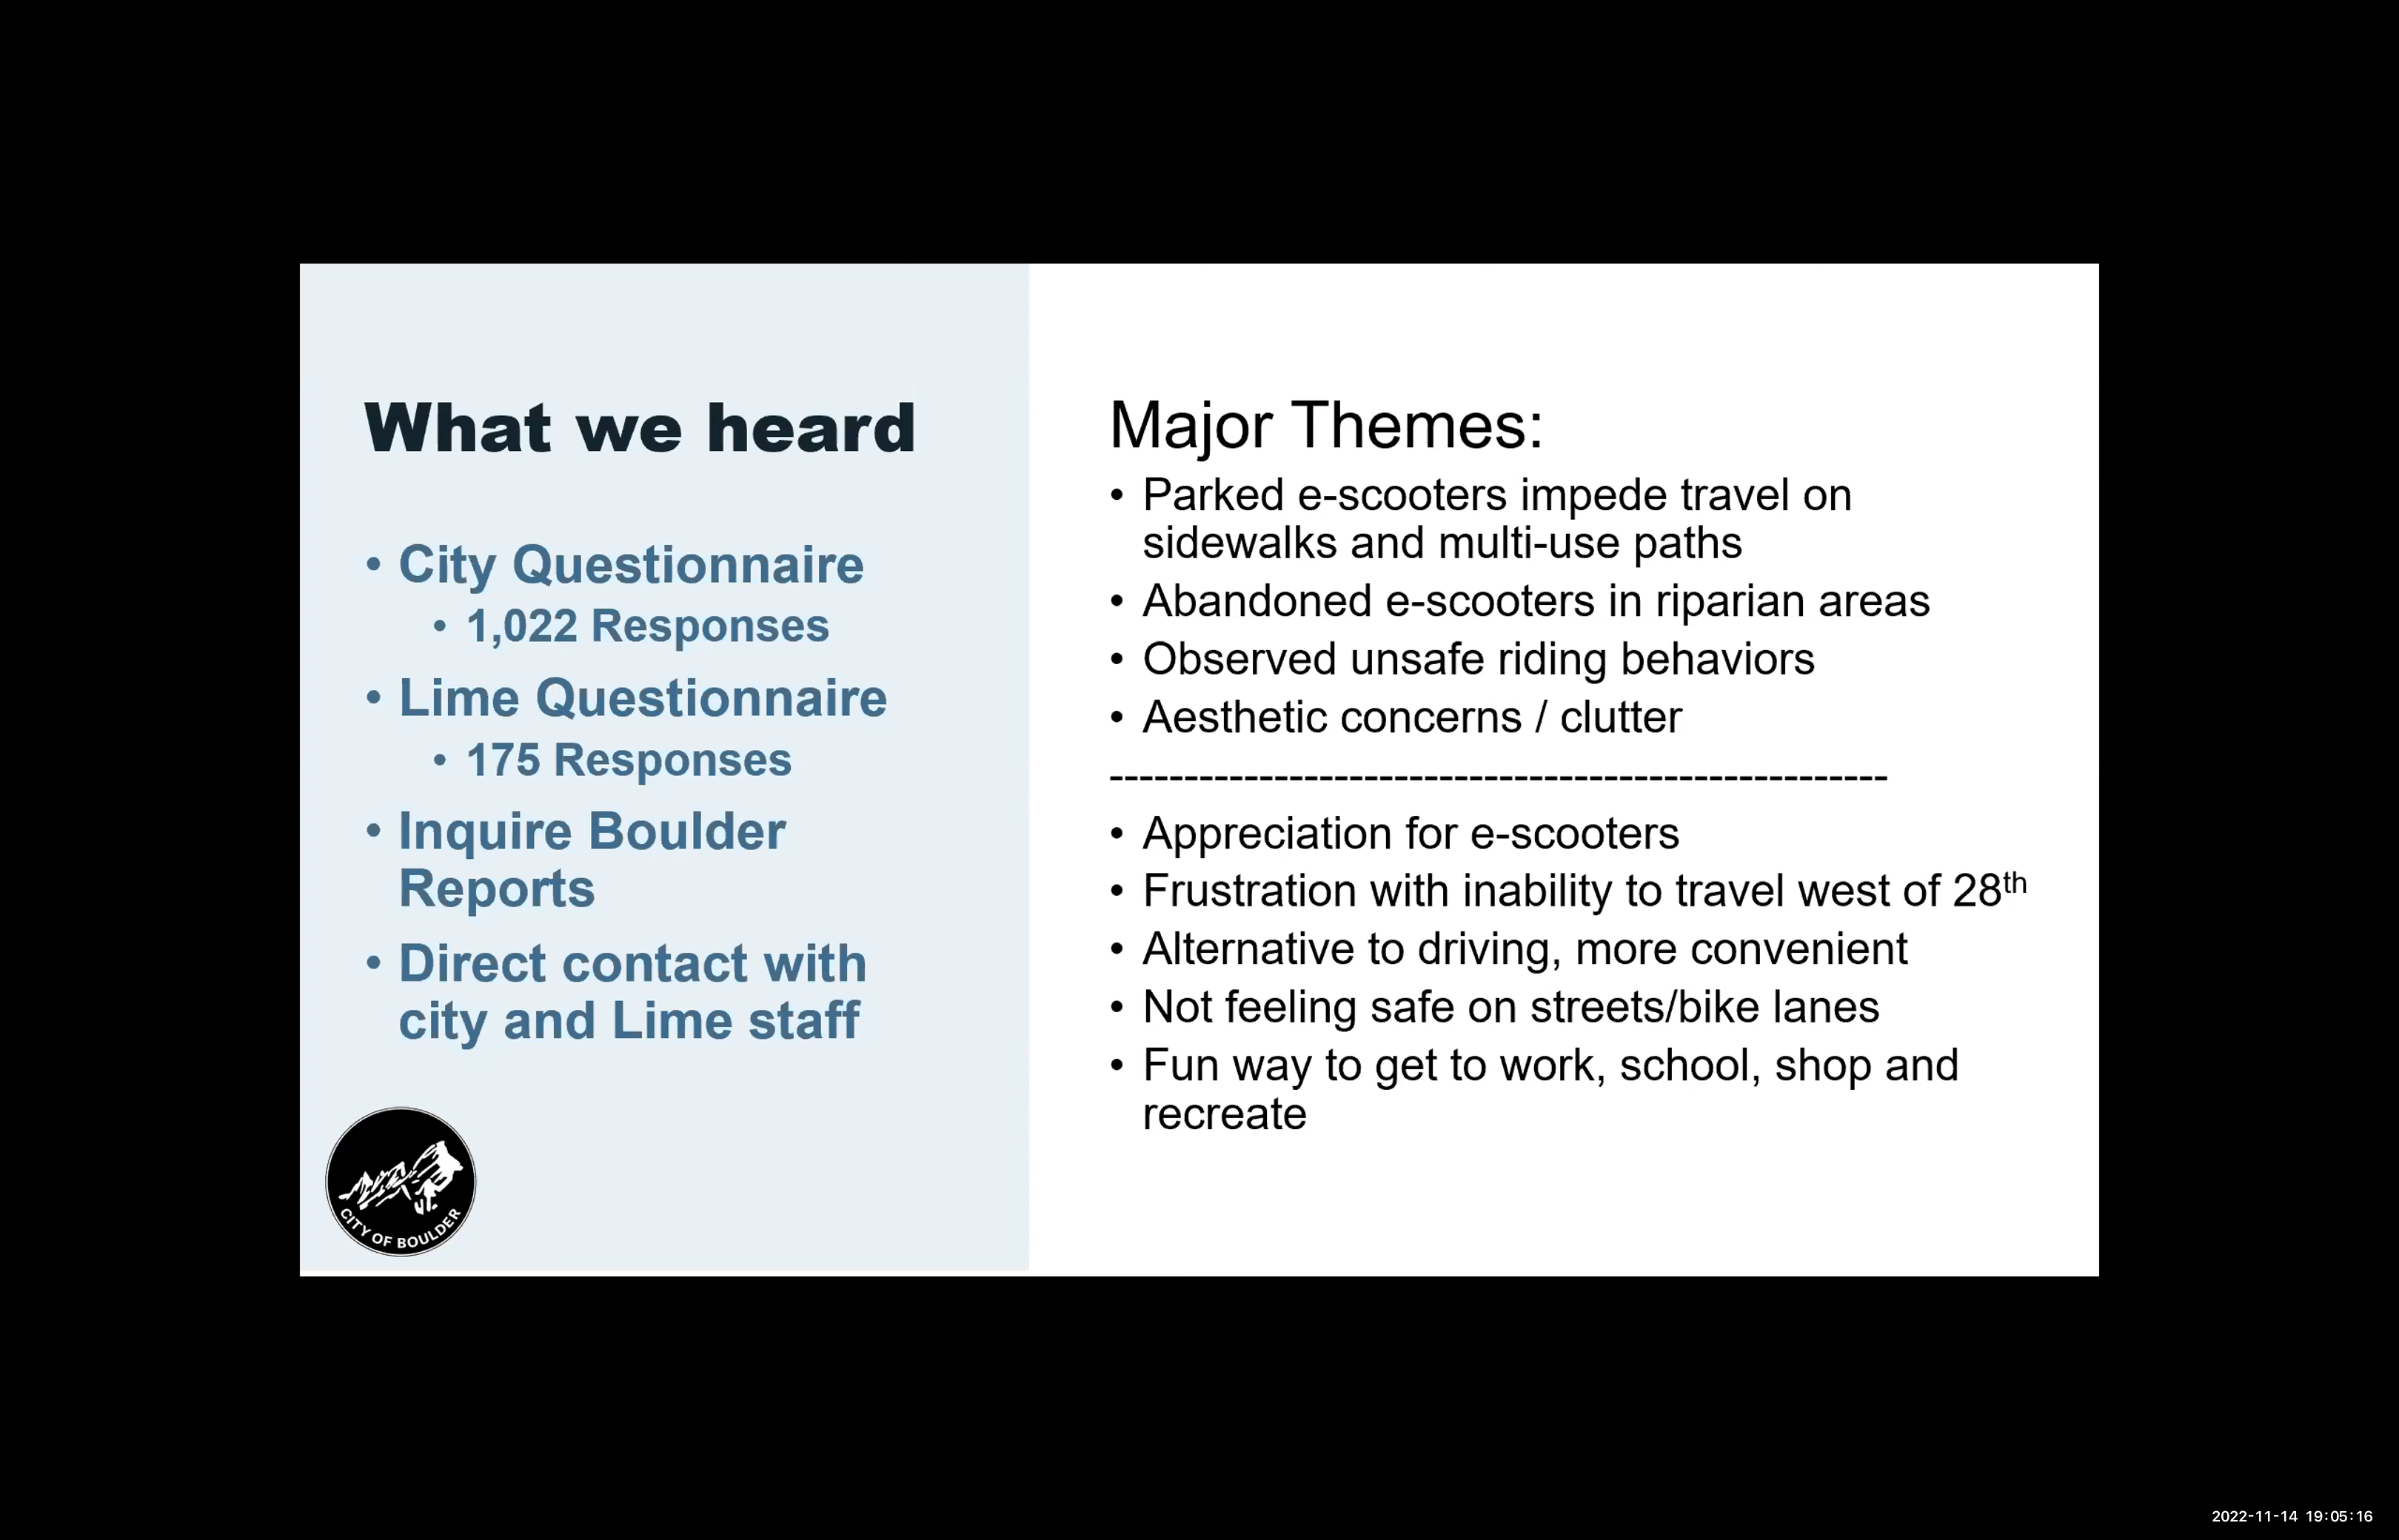 What we heard
• City Questionnaire
• 1,022 Responses
• Lime Questionnaire
• 175 Responses
• Inquire Boulder
Reports
• Direct contact with
city and Lime staff
CITY OF BOULDER
Major Themes:
• Parked e-scooters impede travel on
sidewalks and multi-use paths
• Abandoned e-scooters in riparian areas
• Observed unsafe riding behaviors
• Aesthetic concerns / clutter
----------------------------------------------------
• Appreciation for e-scooters
• Frustration with inability to travel west of 28th
• Alternative to driving, more convenient
• Not feeling safe on streets/bike lanes
• Fun way to get to work, school, shop and
recreate
2022-11-14 19:05:16